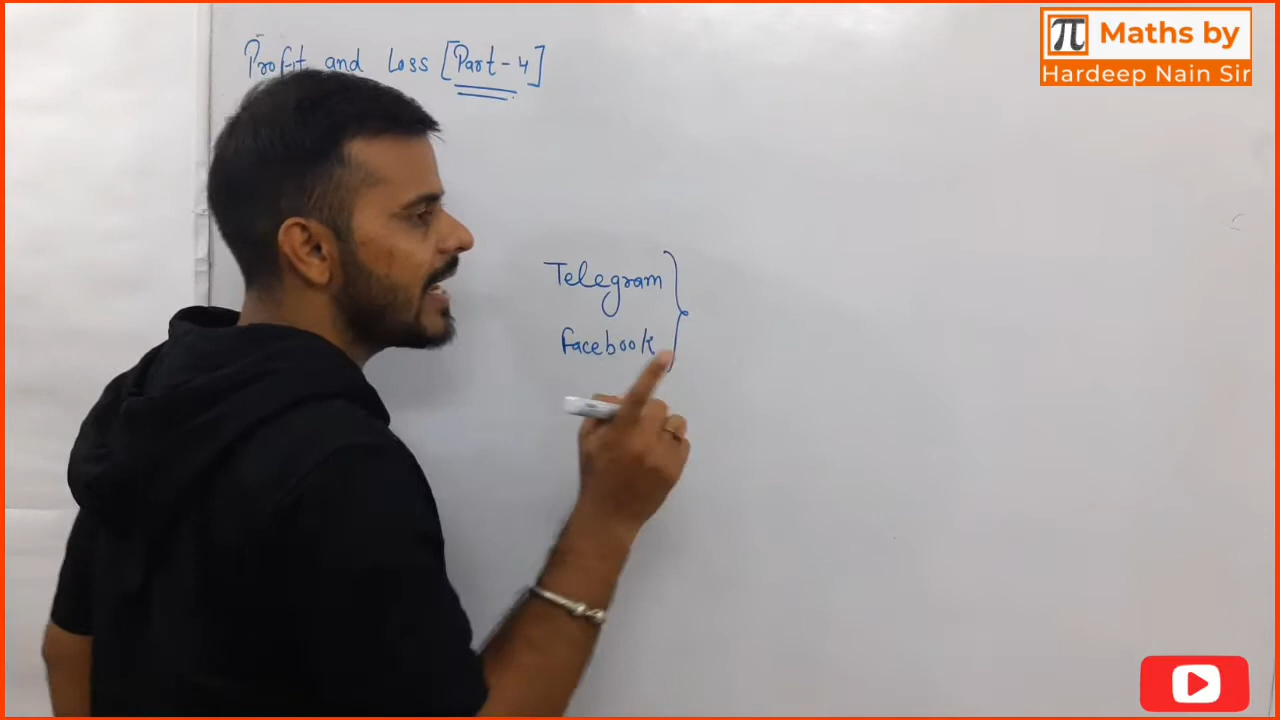 Profit and Loss [Part-4]
π Maths by
Hardeep Nain Sir
Telegram
Facebook